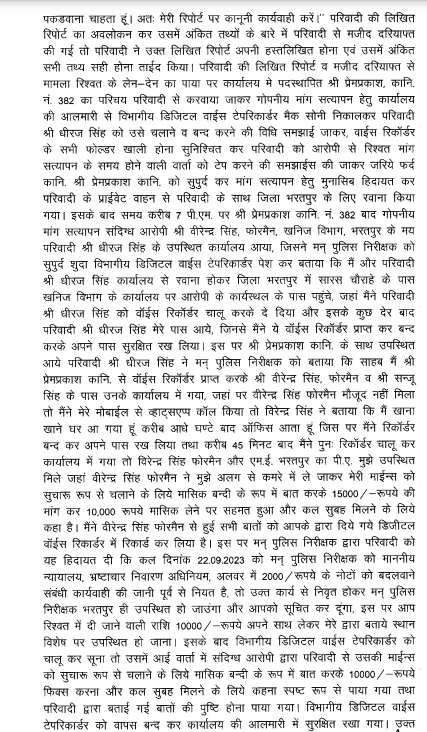 पकडवाना चाहता हूं। अतः मेरी रिपोर्ट पर कानूनी कार्यवाही करें।" परिवादी की लिखित
रिपोर्ट का अवलोकन कर उसमें अंकित तथ्यों के बारे में परिवादी से मजीद दरियाप्त
की गई तो परिवादी ने उक्त लिखित रिपोर्ट अपनी हस्तलिखित होना एवं उसमें अंकित
सभी तथ्य सही होना ताईद किया। परिवादी की लिखित रिपोर्ट व मजीद दरियाफ्त से
मामला रिश्वत के लेन–देन का पाया पर कार्यालय मे पदस्थापित श्री प्रेमप्रकाश, कानि.
नं. 382 का परिचय परिवादी से करवाया जाकर गोपनीय मांग सत्यापन हेतु कार्यालय
की आलमारी से विभागीय डिजिटल वाईस टेपरिकार्डर मैक सोनी निकालकर परिवादी
श्री धीरज सिंह को उसे चलाने व बन्द करने की विधि समझाई जाकर, वाईस रिकॉर्डर
के सभी फोल्डर खाली होना सुनिश्चित कर परिवादी को आरोपी से रिश्वत मांग
सत्यापन के समय होने वाली वार्ता को टेप करने की समझाईस की जाकर जरिये फर्द
कानि. श्री प्रेमप्रकाश कानि. को सुपुर्द कर मांग सत्यापन हेतु मुनासिब हिदायत कर
परिवादी के प्राईवेट वाहन से परिवादी के साथ जिला भरतपुर के लिए रवाना किया
गया। इसके बाद समय करीब 7 पी.एम. पर श्री प्रेमप्रकाश कानि. नं. 382 बाद गोपनीय
मांग सत्यापन संदिग्ध आरोपी श्री वीरेन्द्र सिंह, फोरमैन, खनिज विभाग, भरतपुर के मय
परिवादी श्री धीरज सिंह के उपस्थित कार्यालय आया, जिसने मन् पुलिस निरीक्षक को
सुपुर्द शुदा विभागीय डिजिटल वाईस टेपरिकार्डर पेश कर बताया कि मैं और परिवादी
श्री धीरज सिंह कार्यालय से रवाना होकर जिला भरतपुर में सारस चौराहे के पास
खनिज विभाग के कार्यालय पर आरोपी के कार्यस्थल के पास पहुंचे, जहां मैंने परिवादी
श्री धीरज सिंह को वॉईस रिकॉर्डर चालू करके दे दिया और इसके कुछ देर बाद
परिवादी श्री धीरज सिंह मेरे पास आये, जिनसे मैंने ये वॉईस रिकॉर्डर प्राप्त कर बन्द
करके अपने पास सुरक्षित रख लिया। इस पर श्री प्रेमप्रकाश कानि. के साथ उपस्थित
आये परिवादी श्री धीरज सिंह ने मन् पुलिस निरीक्षक को बताया कि साहब मैं श्री
प्रेमप्रकाश कानि. से वॉईस रिकॉर्डर प्राप्त करके श्री वीरेन्द्र सिंह, फोरमैन व श्री सन्जू
सिंह के पास उनके कार्यालय में गया, जहां पर वीरेन्द्र सिंह फोरमैन मौजूद नहीं मिला
तो मैंने मेरे मोबाईल से व्हाट्सएप्प कॉल किया तो विरेन्द्र सिंह ने बताया कि मैं खाना
खाने घर आ गया हूं करीब आधे घण्टे बाद ऑफिस आता हूं जिस पर मैंने रिकॉर्डर
बन्द कर अपने पास रख लिया तथा करीब 45 मिनट बाद मैंने पुनः रिकॉर्डर चालू कर
कार्यालय में गया तो विरेन्द्र सिंह फोरमैन और एम.ई. भरतपुर का पी.ए. मुझे उपस्थित
मिले जहां वीरेन्द्र सिंह फोरमैन ने मुझे अलग से कमरे में ले जाकर मेरी माईन्स को
सुचारू रूप से चलाने के लिये मासिक बन्दी के रूप में बात करके 15000/–रूपये की
मांग कर 10,000 रूपये मासिक लेने पर सहमत हुआ और कल सुबह मिलने के लिये
कहा है। मैंने वीरेन्द्र सिंह फोरमैन से हुई सभी बातों को आपके द्वारा दिये गये डिजीटल
वॉईस रिकार्डर में रिकार्ड कर लिया है। इस पर मन् पुलिस निरीक्षक द्वारा परिवादी को
यह हिदायत दी कि कल दिनांक 22.09.2023 को मन् पुलिस निरीक्षक को माननीय
न्यायालय, भ्रष्टाचार निवारण अधिनियम, अलवर में 2000/रूपये के नोटों को बदलवाने
संबंधी कार्यवाही की जानी पूर्व से नियत है, तो उक्त कार्य से निवृत होकर मन् पुलिस
निरीक्षक भरतपुर ही उपस्थित हो जाउंगा और आपको सूचित कर दूंगा, इस पर आप
रिश्वत में दी जाने वाली राशि 10000/–रूपये अपने साथ लेकर मेरे द्वारा बताये स्थान
विशेष पर उपस्थित हो जाना। इसके बाद विभागीय डिजिटल वाईस टेपरिकार्डर को
चालू कर सूना तो उसमें आई वार्ता में संदिग्ध आरोपी द्वारा परिवादी से उसकी माईन्स
को सुचारू रूप से चलाने के लिये मासिक बन्दी के रूप में बात करके 10000/–रूपये
फिक्स करना और कल सुबह मिलने के लिये कहना स्पष्ट रूप से पाया गया तथा
परिवादी द्वारा बताई गई बातों की पुष्टि होना पाया गया। विभागीय डिजिटल वाईस
टेपरिकार्डर को वापस बन्द कर कार्यालय की आलमारी में सुरक्षित रखा गया। उक्त